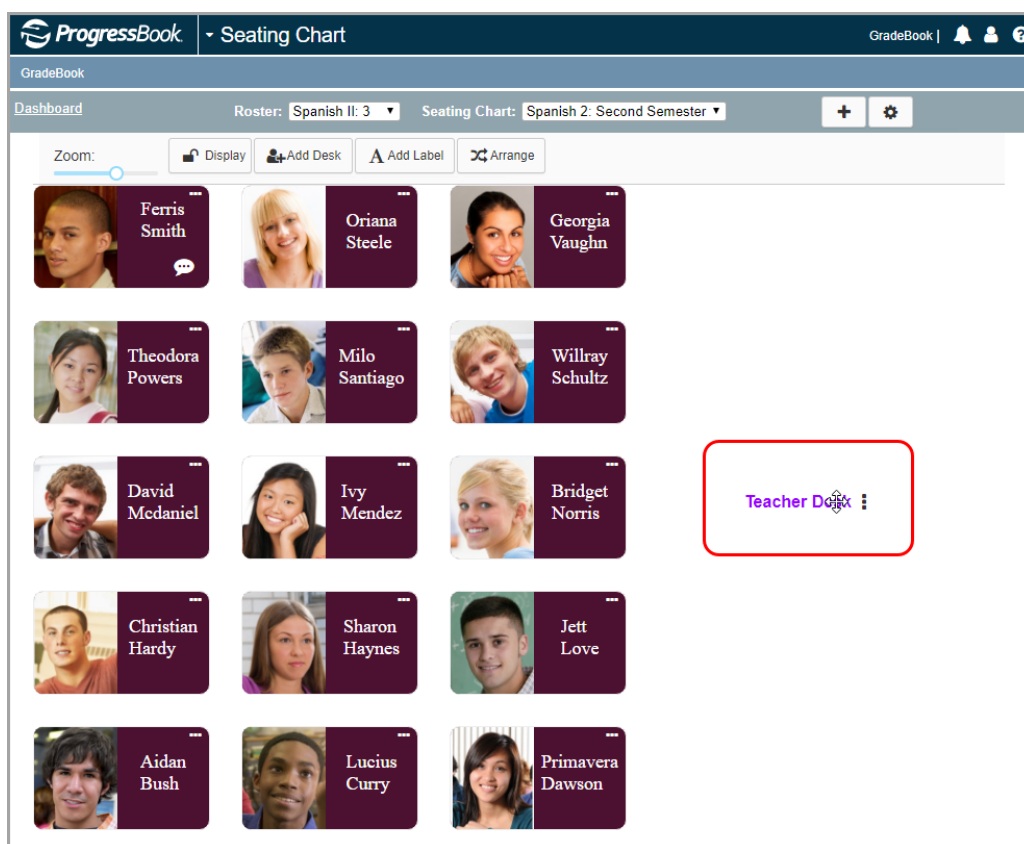 ProgressBook. Seating Chart GradeBook |
GradeBook
Dashboard Roster: Spanish II: 3 Seating Chart: Spanish 2: Second Semester
Zoom: Display Add Desk Add Label Arrange
Ferris
Smith
Oriana
Steele
Georgia
Vaughn
Theodora
Powers
Milo
Santiago
Willray
Schultz
David
Mcdaniel
Ivy
Mendez
Bridget
Norris
Teacher
Christian
Hardy
Sharon
Haynes
Jett
Love
Aidan
Bush
Lucius
Curry
Primavera
Dawson